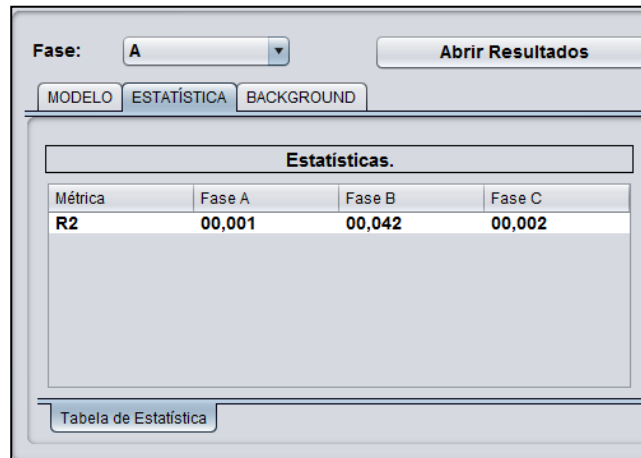 Fase: A Abrir Resultados
MODELO ESTATÍSTICA BACKGROUND
Estatísticas.
Métrica Fase A Fase B Fase C
R2 00,001 00,042 00,002
Tabela de Estatística